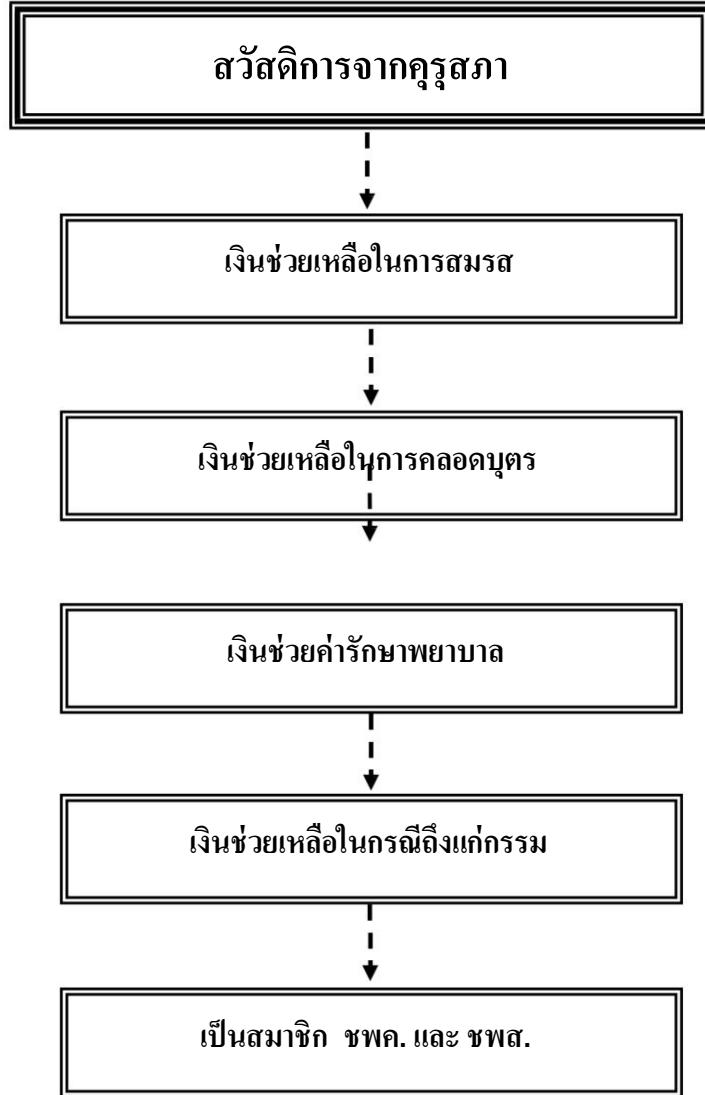 สวัสดิการจากคุรุสภา
เงินช่วยเหลือในการสมรส
เงินช่วยเหลือในการคลอดบุตร
เงินช่วยค่ารักษาพยาบาล
เงินช่วยเหลือในกรณีถึงแก่กรรม
เป็นสมาชิก ชพค. และ ชพส.